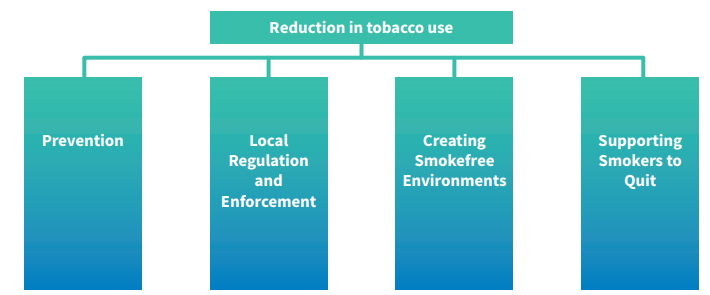 Reduction in tobacco use
Prevention
Local
Regulation
and
Enforcement
Creating
Smokefree
Environments
Supporting
Smokers to
Quit